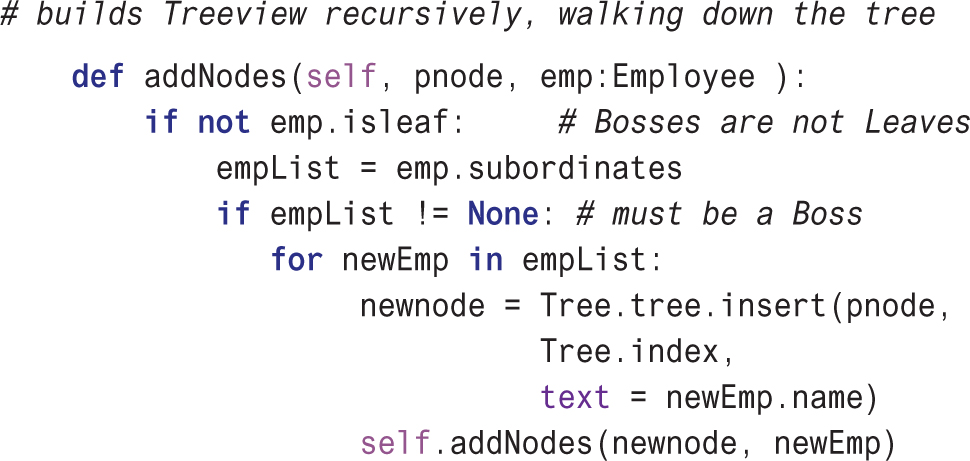 # builds Treeview recursively, walking down the tree
def addNodes(self, pnode, emp:Employee ):
if not emp.isleaf: # Bosses are not Leaves
empList = emp.subordinates
if empList != None: # must be a Boss
for newEmp in empList:
newnode = Tree.tree.insert(pnode,
Tree.index,
text = newEmp.name)
self.addNodes(newnode, newEmp)